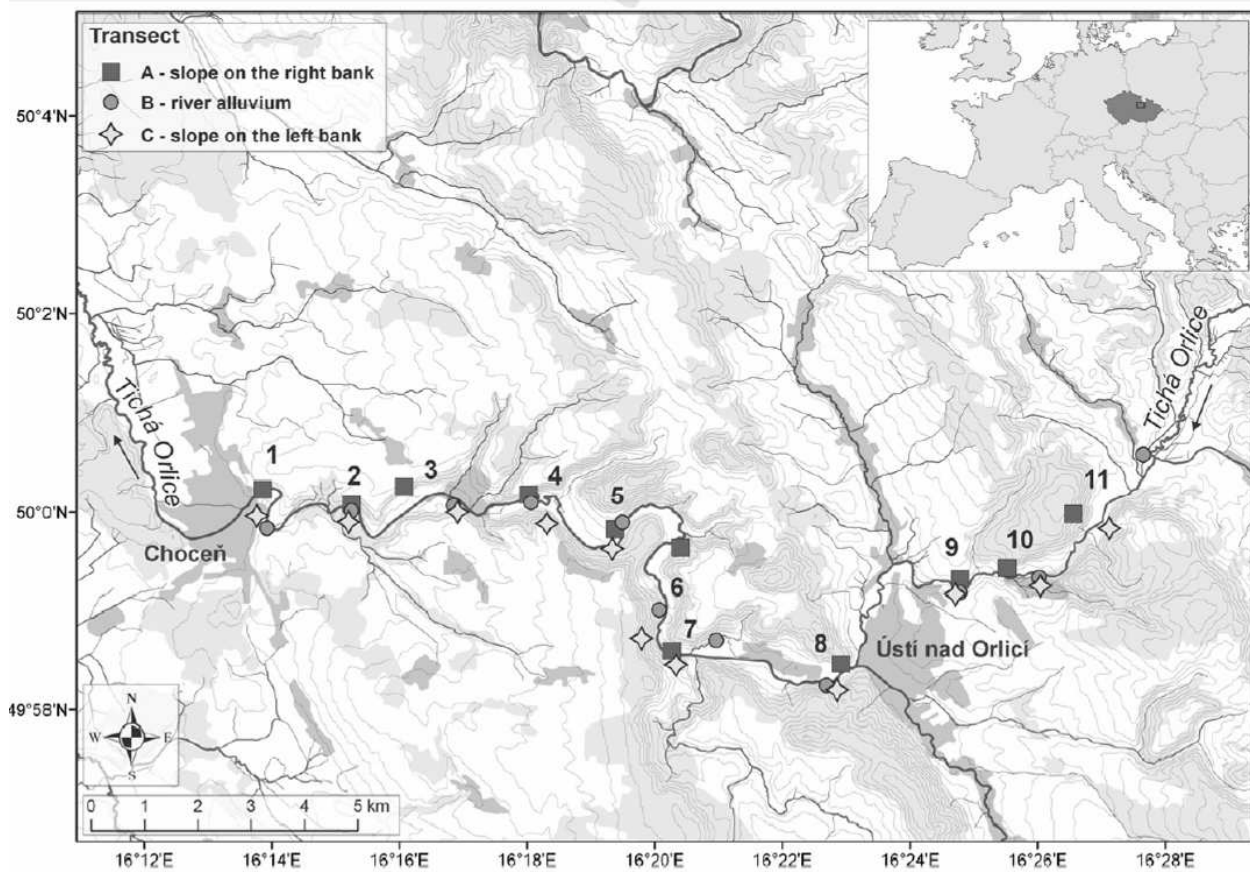 Transect
A - slope on the right bank
B - river alluvium
C - slope on the left bank
50°4'N
50°2'N
50°0'N
49°58'N
Tichá Orlice
Tichá Orlice
1
2
3
4
5
6
7
8
9
10
11
Choceň
Ústí nad Orlicí
N
W E
S
0 1 2 3 4 5 km
16°12'E 16°14'E 16°16'E 16°18'E 16°20'E 16°22'E 16°24'E 16°26'E 16°28'E